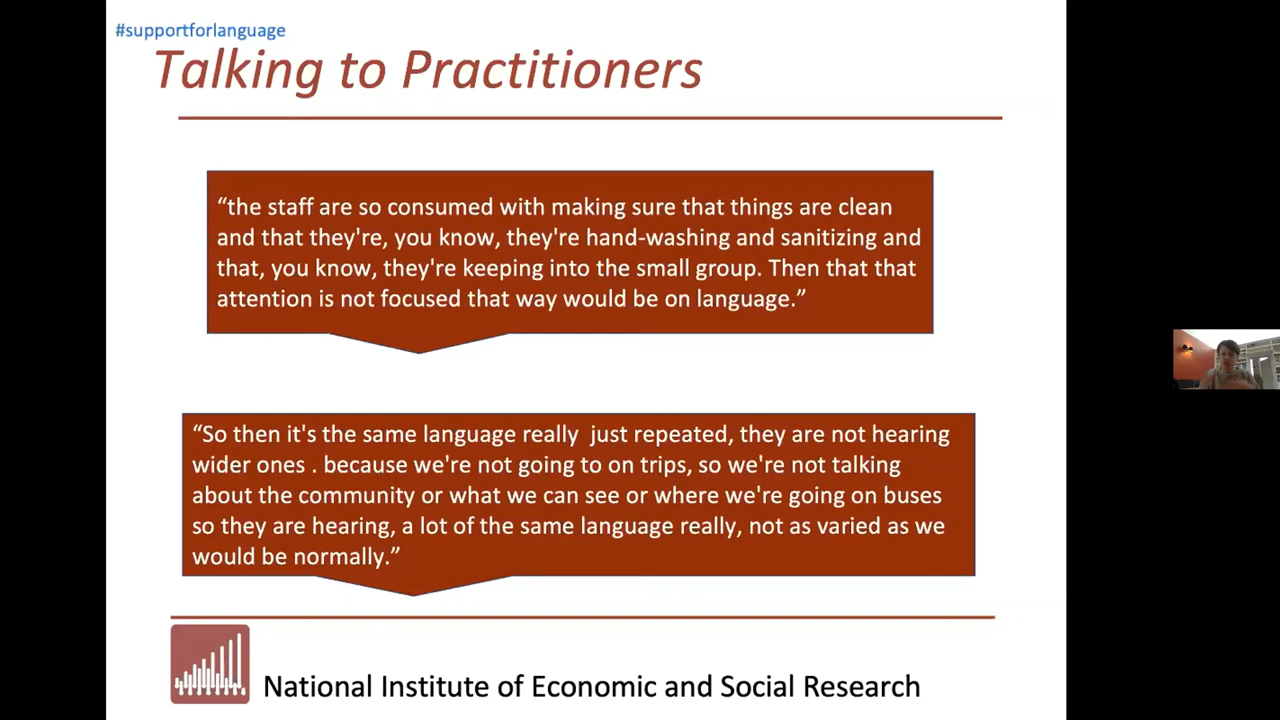 #supportforlanguage
Talking to Practitioners
“the staff are so consumed with making sure that things are clean
and that they're, you know, they're hand-washing and sanitizing and
that, you know, they're keeping into the small group. Then that that
attention is not focused that way would be on language.”
“So then it's the same language really just repeated, they are not hearing
wider ones . because we're not going to on trips, so we're not talking
about the community or what we can see or where we're going on buses
so they are hearing, a lot of the same language really, not as varied as we
would be normally.”
National Institute of Economic and Social Research